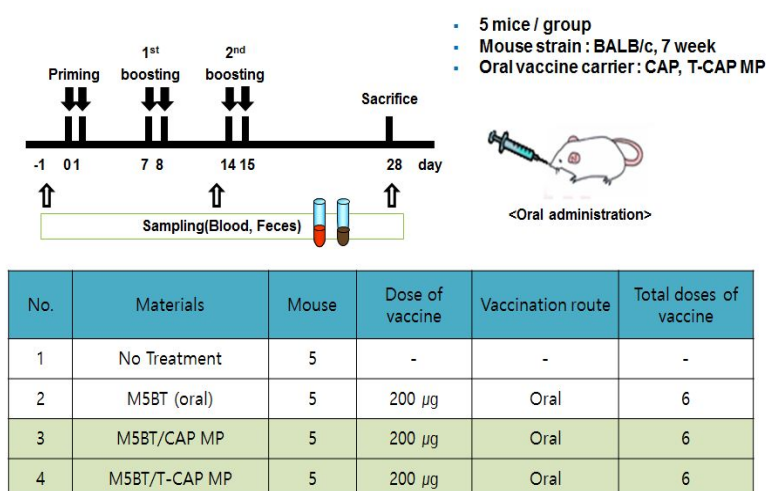 ▪ 5 mice / group
▪ Mouse strain : BALB/c, 7 week
▪ Oral vaccine carrier : CAP, T-CAP MP
Priming
1st
boosting
2nd
boosting
Sacrifice
-1 0 1 7 8 14 15 28 day
Sampling(Blood, Feces)
<Oral administration>
No. Materials Mouse Dose of vaccine Vaccination route Total doses of vaccine
1 No Treatment 5 - - -
2 M5BT (oral) 5 200 μg Oral 6
3 M5BT/CAP MP 5 200 μg Oral 6
4 M5BT/T-CAP MP 5 200 μg Oral 6